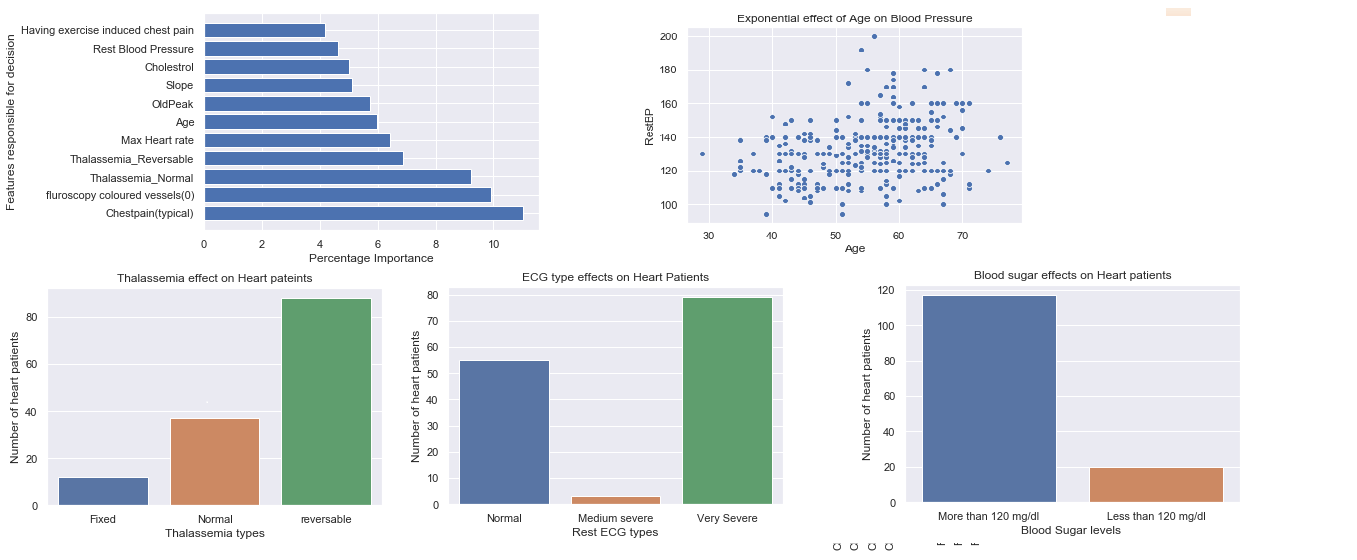 Features responsible for decision
Having exercise induced chest pain
Rest Blood Pressure
Cholestrol
Slope
OldPeak
Age
Max Heart rate
Thalassemia_Reversable
Thalassemia_Normal
fluroscopy coloured vessels(0)
Chestpain(typical)
0 2 4 6 8 10
Percentage Importance
Exponential effect of Age on Blood Pressure
RestBP
200
180
160
140
120
100
30 40 50 60 70
Age
Thalassemia effect on Heart pateints
Number of heart patients
80
60
40
20
0
Fixed Normal reversable
Thalassemia types
ECG type effects on Heart Patients
Number of heart patients
80
70
60
50
40
30
20
10
0
Normal Medium severe Very Severe
Rest ECG types
Blood sugar effects on Heart patients
Number of heart patients
120
100
80
60
40
20
0
More than 120 mg/dl Less than 120 mg/dl
Blood Sugar levels